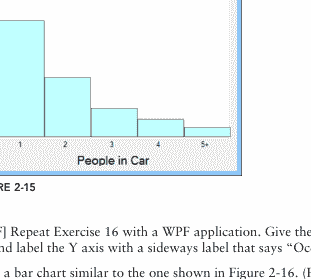 1 2 3 4 5+
People in Car
RE 2-15
F] Repeat Exercise 16 with a WPF application. Give the
nd label the Y axis with a sideways label that says “Occ
a bar chart similar to the one shown in Figure 2-16. (H